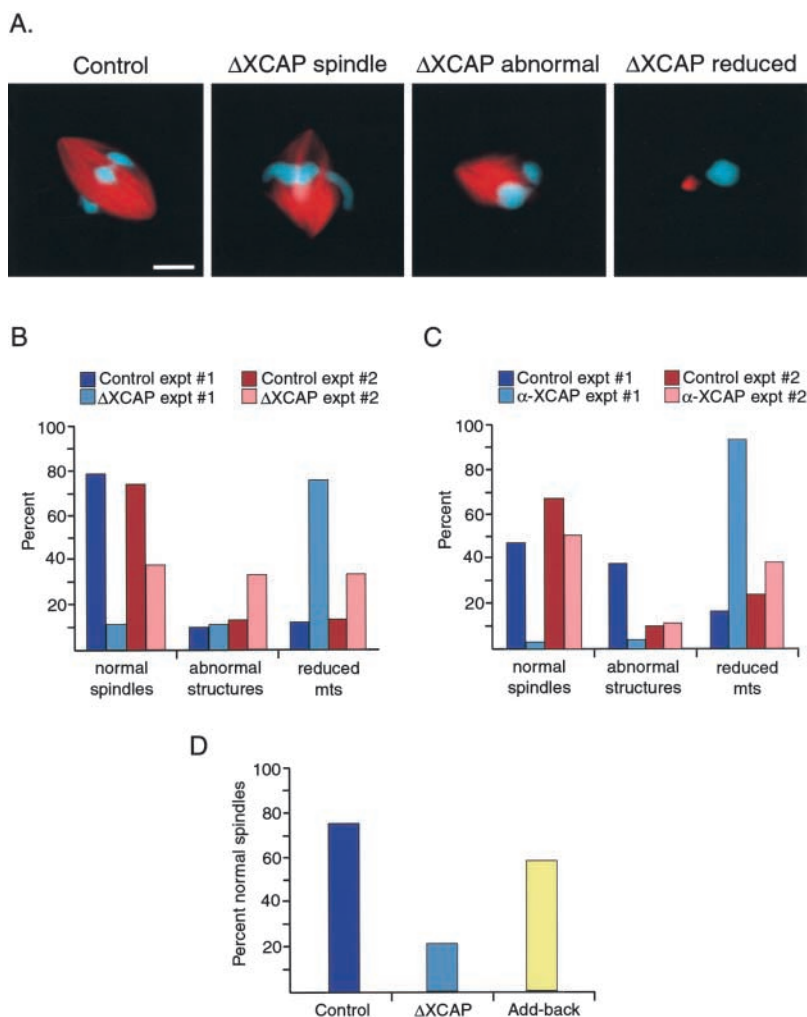 A.
Control
ΔXCAP spindle
ΔXCAP abnormal
ΔXCAP reduced
B
Control expt #1
Control expt #2
ΔXCAP expt #1
ΔXCAP expt #2
100
80
60
40
20
Percent
normal spindles
abnormal structures
reduced mts
C
Control expt #1
Control expt #2
α-XCAP expt #1
α-XCAP expt #2
100
80
60
40
20
Percent
normal spindles
abnormal structures
reduced mts
D
100
80
60
40
20
Percent normal spindles
Control
ΔXCAP
Add-back